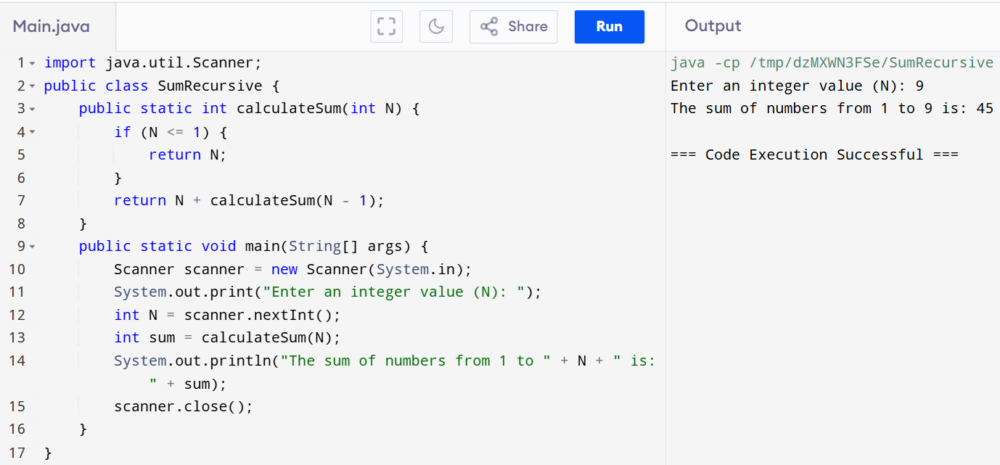 Main.java
Share
Run
Output
1 import java.util.Scanner;
2 public class SumRecursive {
3     public static int calculateSum(int N) {
4         if (N <= 1) {
5             return N;
6         }
7         return N + calculateSum(N - 1);
8     }
9     public static void main(String[] args) {
10         Scanner scanner = new Scanner(System.in);
11         System.out.print("Enter an integer value (N): ");
12         int N = scanner.nextInt();
13         int sum = calculateSum(N);
14         System.out.println("The sum of numbers from 1 to " + N + " is:
" + sum);
15         scanner.close();
16     }
17 }
java -cp /tmp/dzMXWN3FSe/SumRecursive
Enter an integer value (N): 9
The sum of numbers from 1 to 9 is: 45
=== Code Execution Successful ===